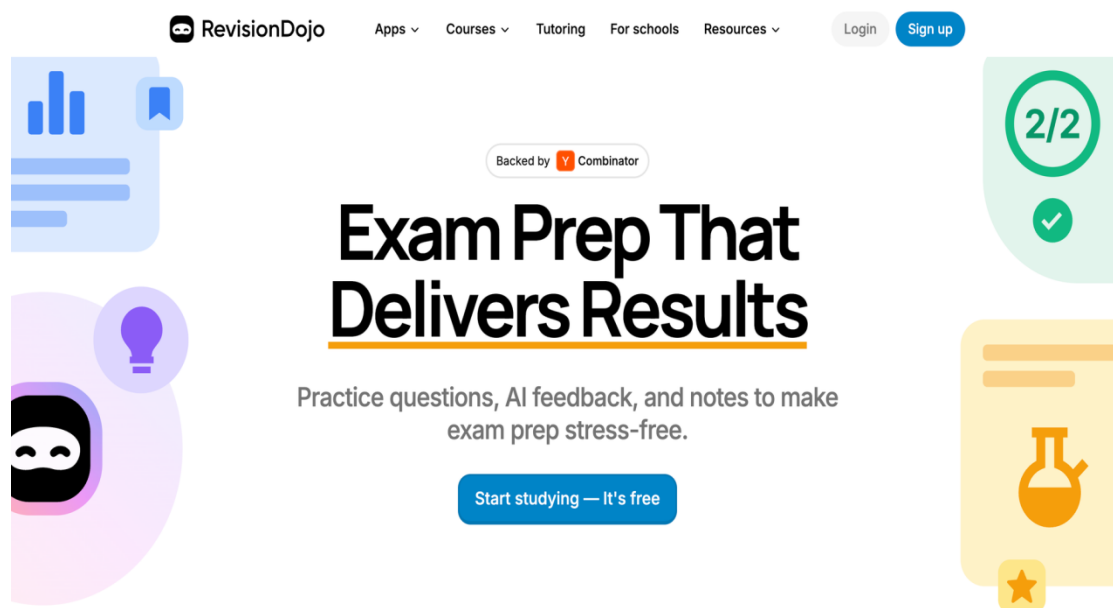 RevisionDojo Apps Courses Tutoring For schools Resources Login Sign up
2/2
Backed by Y Combinator
Exam Prep That
Delivers Results
Practice questions, AI feedback, and notes to make
exam prep stress-free.
Start studying — It's free